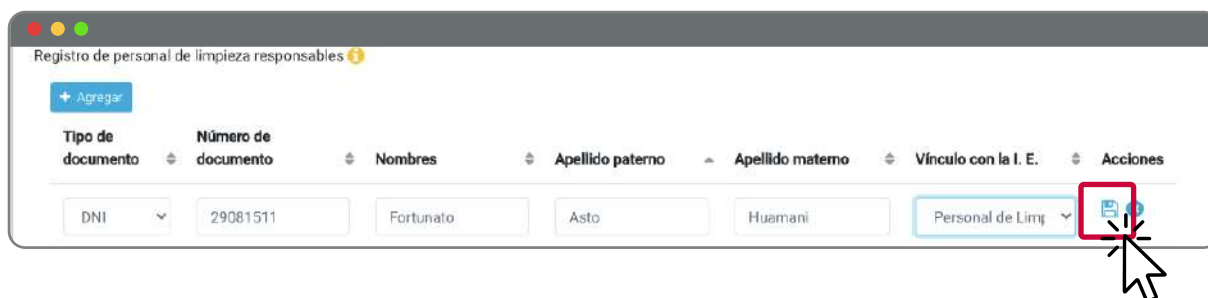 Registro de personal de limpieza responsables
+ Agregar
Tipo de documento Número de documento Nombres Apellido paterno Apellido materno Vínculo con la I. E. Acciones
DNI 29081511 Fortunato Asto Huamani Personal de Limp